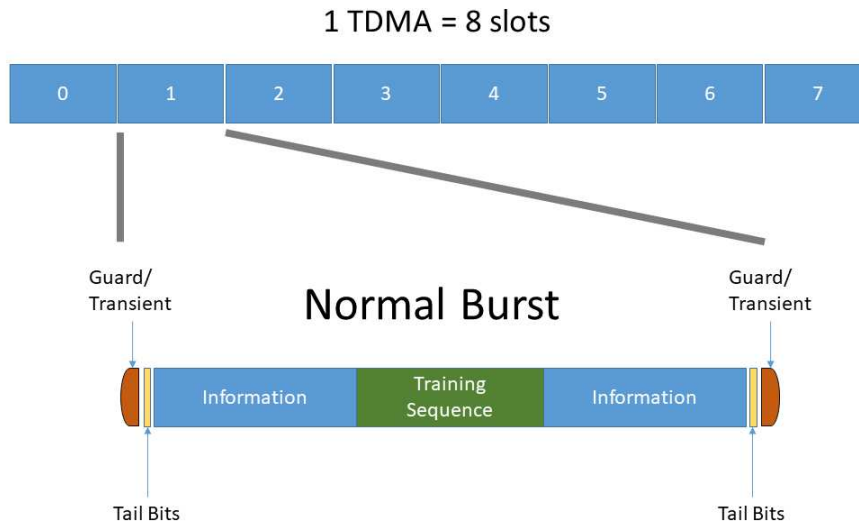 1 TDMA = 8 slots
0 1 2 3 4 5 6 7
Guard/
Transient
Guard/
Transient
Normal Burst
Information
Training
Sequence
Information
Tail Bits
Tail Bits